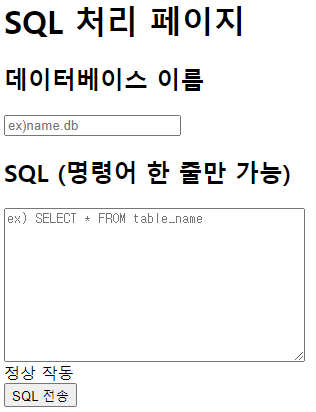 SQL 처리 페이지
데이터베이스 이름
ex)name.db
SQL (명령어 한 줄만 가능)
ex) SELECT * FROM table_name
정상 작동
SQL 전송